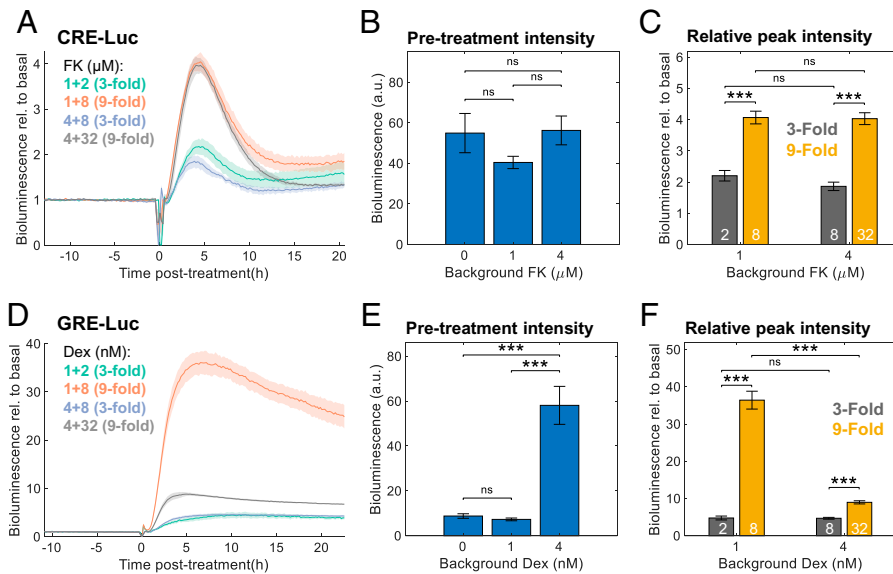 A
CRE-Luc
FK (µM):
1+2 (3-fold)
1+8 (9-fold)
4+8 (3-fold)
4+32 (9-fold)
Bioluminescence rel. to basal
4
3
2
1
0
-10 -5 0 5 10 15 20
Time post-treatment(h)
B
Pre-treatment intensity
ns
ns ns
Bioluminescence (a.u.)
80
60
40
20
0
0 1 4
Background FK (µM)
C
Relative peak intensity
ns
ns
*** ***
3-Fold
9-Fold
Bioluminescence rel. to basal
6
5
4
3
2
1
0
2 8 8 32
1 4
Background FK (µM)
D
GRE-Luc
Dex (nM):
1+2 (3-fold)
1+8 (9-fold)
4+8 (3-fold)
4+32 (9-fold)
Bioluminescence rel. to basal
40
30
20
10
0
-10 -5 0 5 10 15 20
Time post-treatment(h)
E
Pre-treatment intensity
***
***
ns
Bioluminescence (a.u.)
80
60
40
20
0
0 1 4
Background Dex (nM)
F
Relative peak intensity
***
ns
***
3-Fold
9-Fold
***
Bioluminescence rel. to basal
50
40
30
20
10
0
2 8 8 32
1 4
Background Dex (nM)